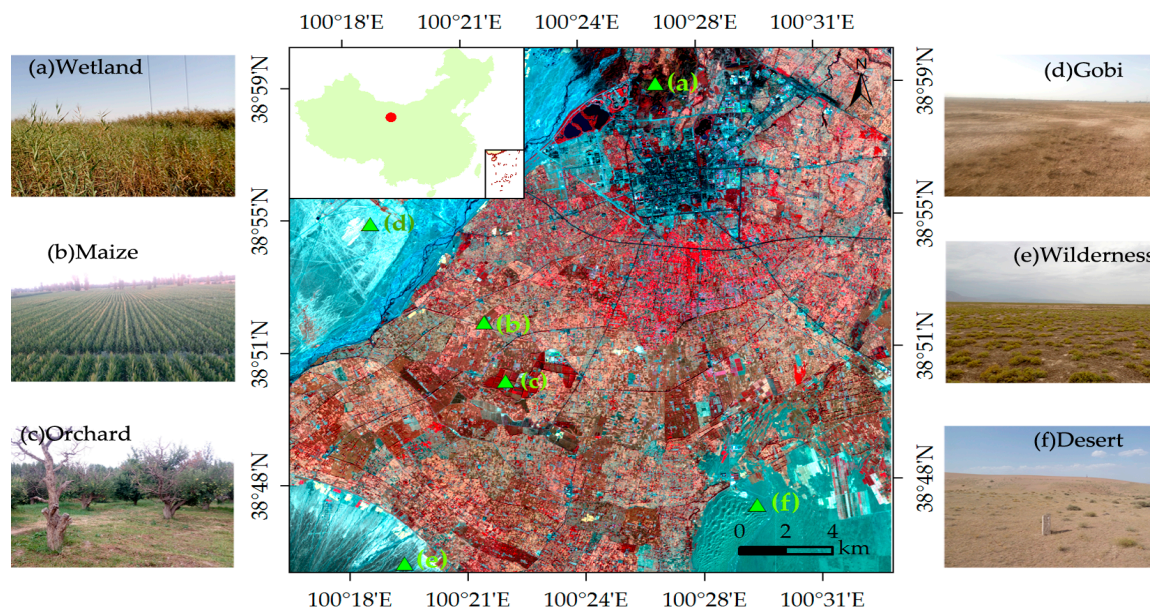 100°18'E 100°21'E 100°24'E 100°28'E 100°31'E
(a)Wetland
(b)Maize
(c)Orchard
38°59'N
38°55'N
38°51'N
38°48'N
N
(a)
(d)
(b)
(c)
(f)
(e)
0 2 4
km
38°59'N
38°55'N
38°51'N
38°48'N
(d)Gobi
(e)Wilderness
(f)Desert
100°18'E 100°21'E 100°24'E 100°28'E 100°31'E